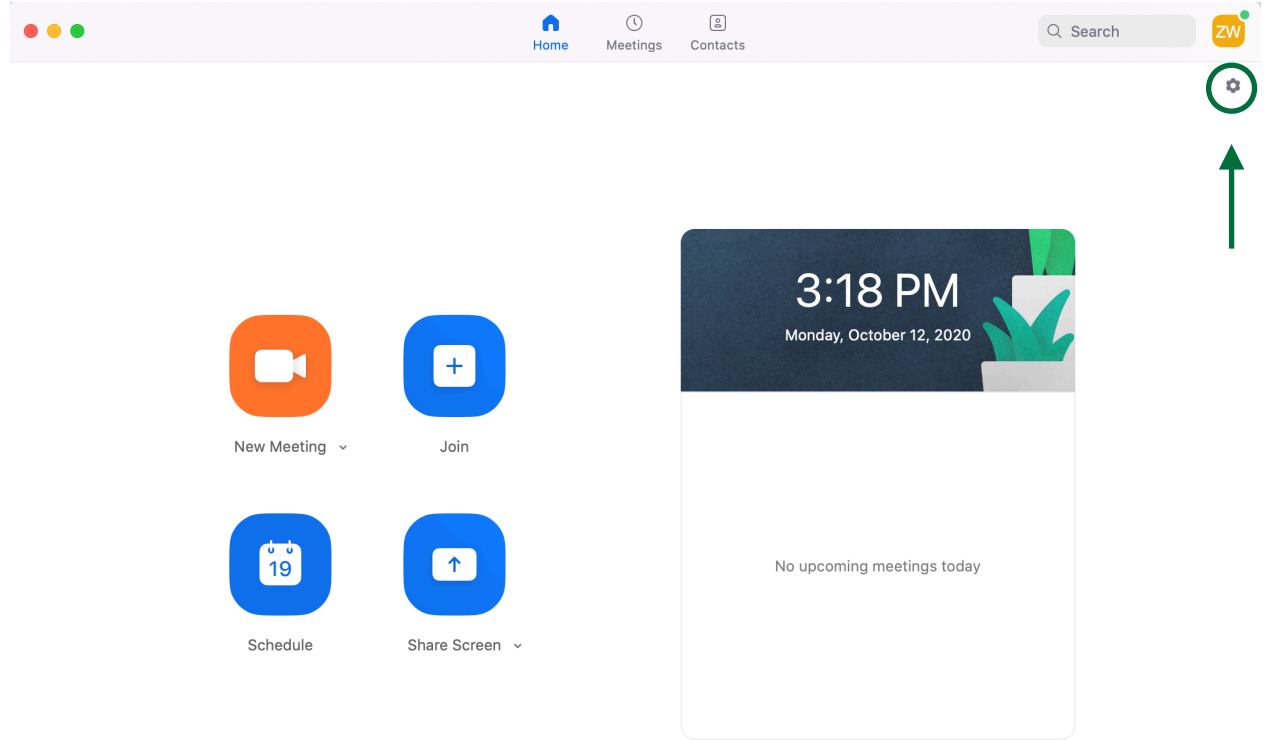 Home
Meetings
Contacts
Search
ZW
3:18 PM
Monday, October 12, 2020
New Meeting
Join
19
Schedule
Share Screen
No upcoming meetings today